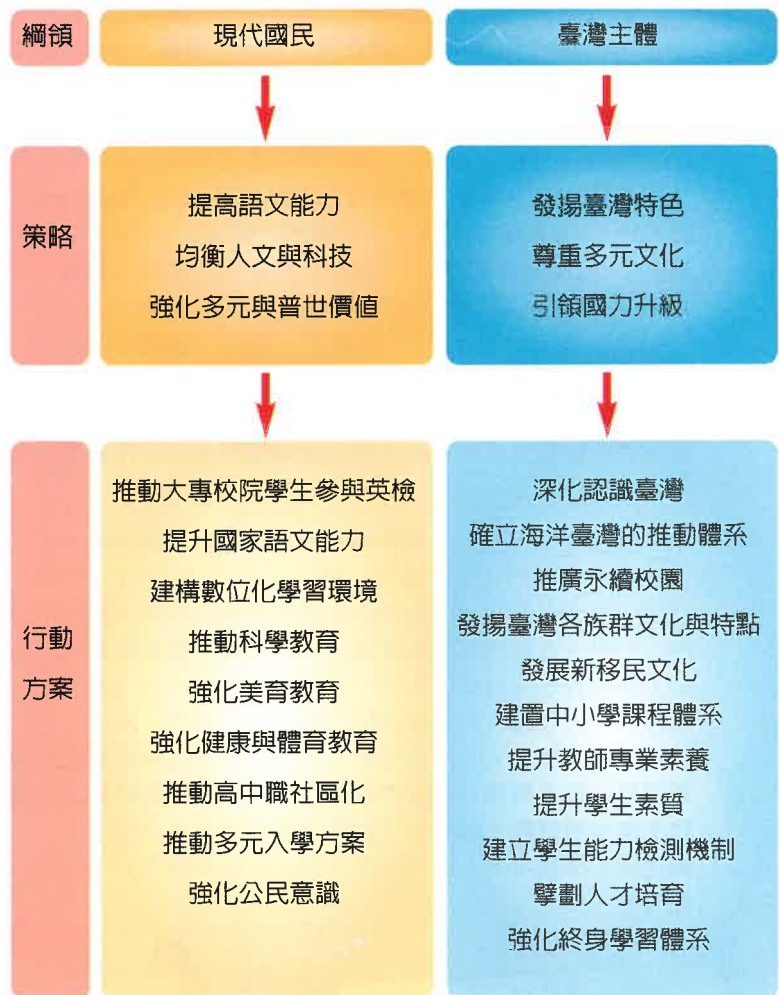 綱領
現代國民
臺灣主體
策略
提高語文能力
均衡人文與科技
強化多元與普世價值
發揚臺灣特色
尊重多元文化
引領國力升級
行動
方案
推動大專校院學生參與英檢
提升國家語文能力
建構數位化學習環境
推動科學教育
強化美育教育
強化健康與體育教育
推動高中職社區化
推動多元入學方案
強化公民意識
深化認識臺灣
確立海洋臺灣的推動體系
推廣永續校園
發揚臺灣各族群文化與特點
發展新移民文化
建置中小學課程體系
提升教師專業素養
提升學生素質
建立學生能力檢測機制
擘劃人才培育
強化終身學習體系